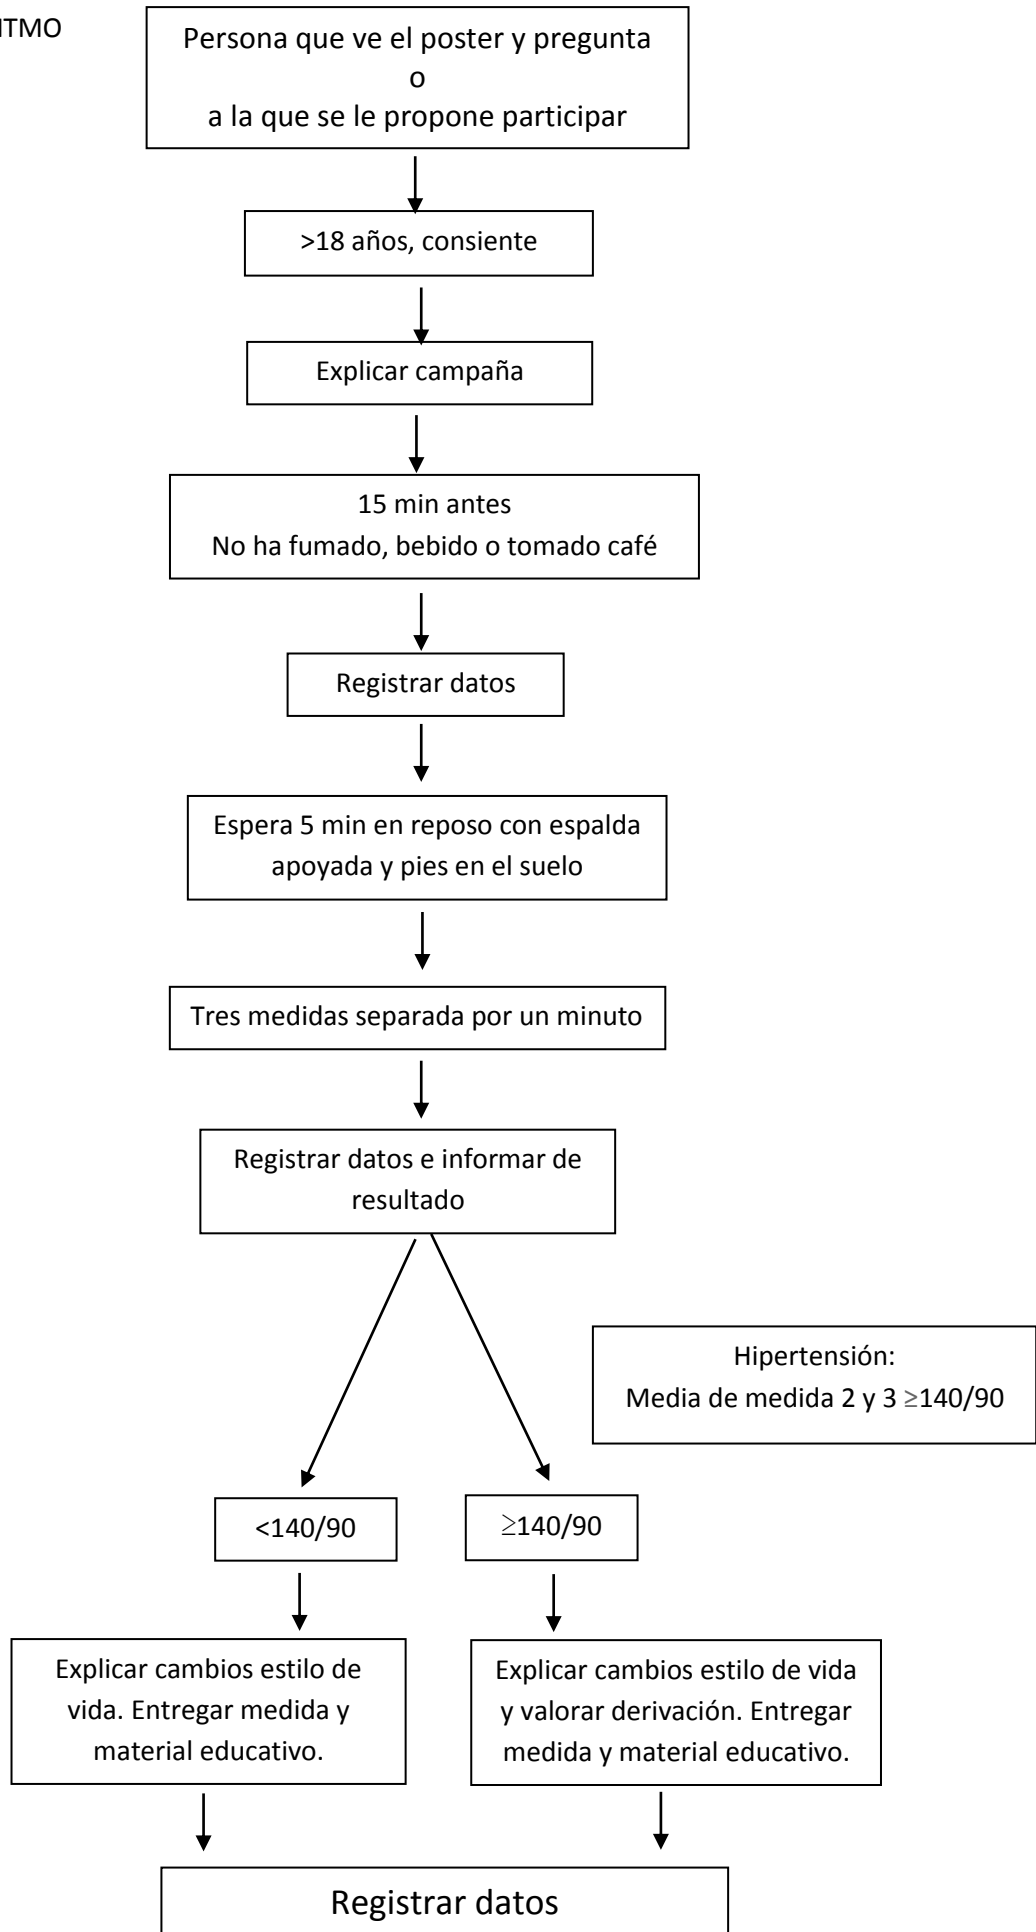 ITMO
Persona que ve el poster y pregunta
o
a la que se le propone participar
>18 años, consiente
Explicar campaña
15 min antes
No ha fumado, bebido o tomado café
Registrar datos
Espera 5 min en reposo con espalda
apoyada y pies en el suelo
Tres medidas separada por un minuto
Registrar datos e informar de
resultado
Hipertensión:
Media de medida 2 y 3 ≥140/90
<140/90
≥140/90
Explicar cambios estilo de
vida. Entregar medida y
material educativo.
Explicar cambios estilo de vida
y valorar derivación. Entregar
medida y material educativo.
Registrar datos